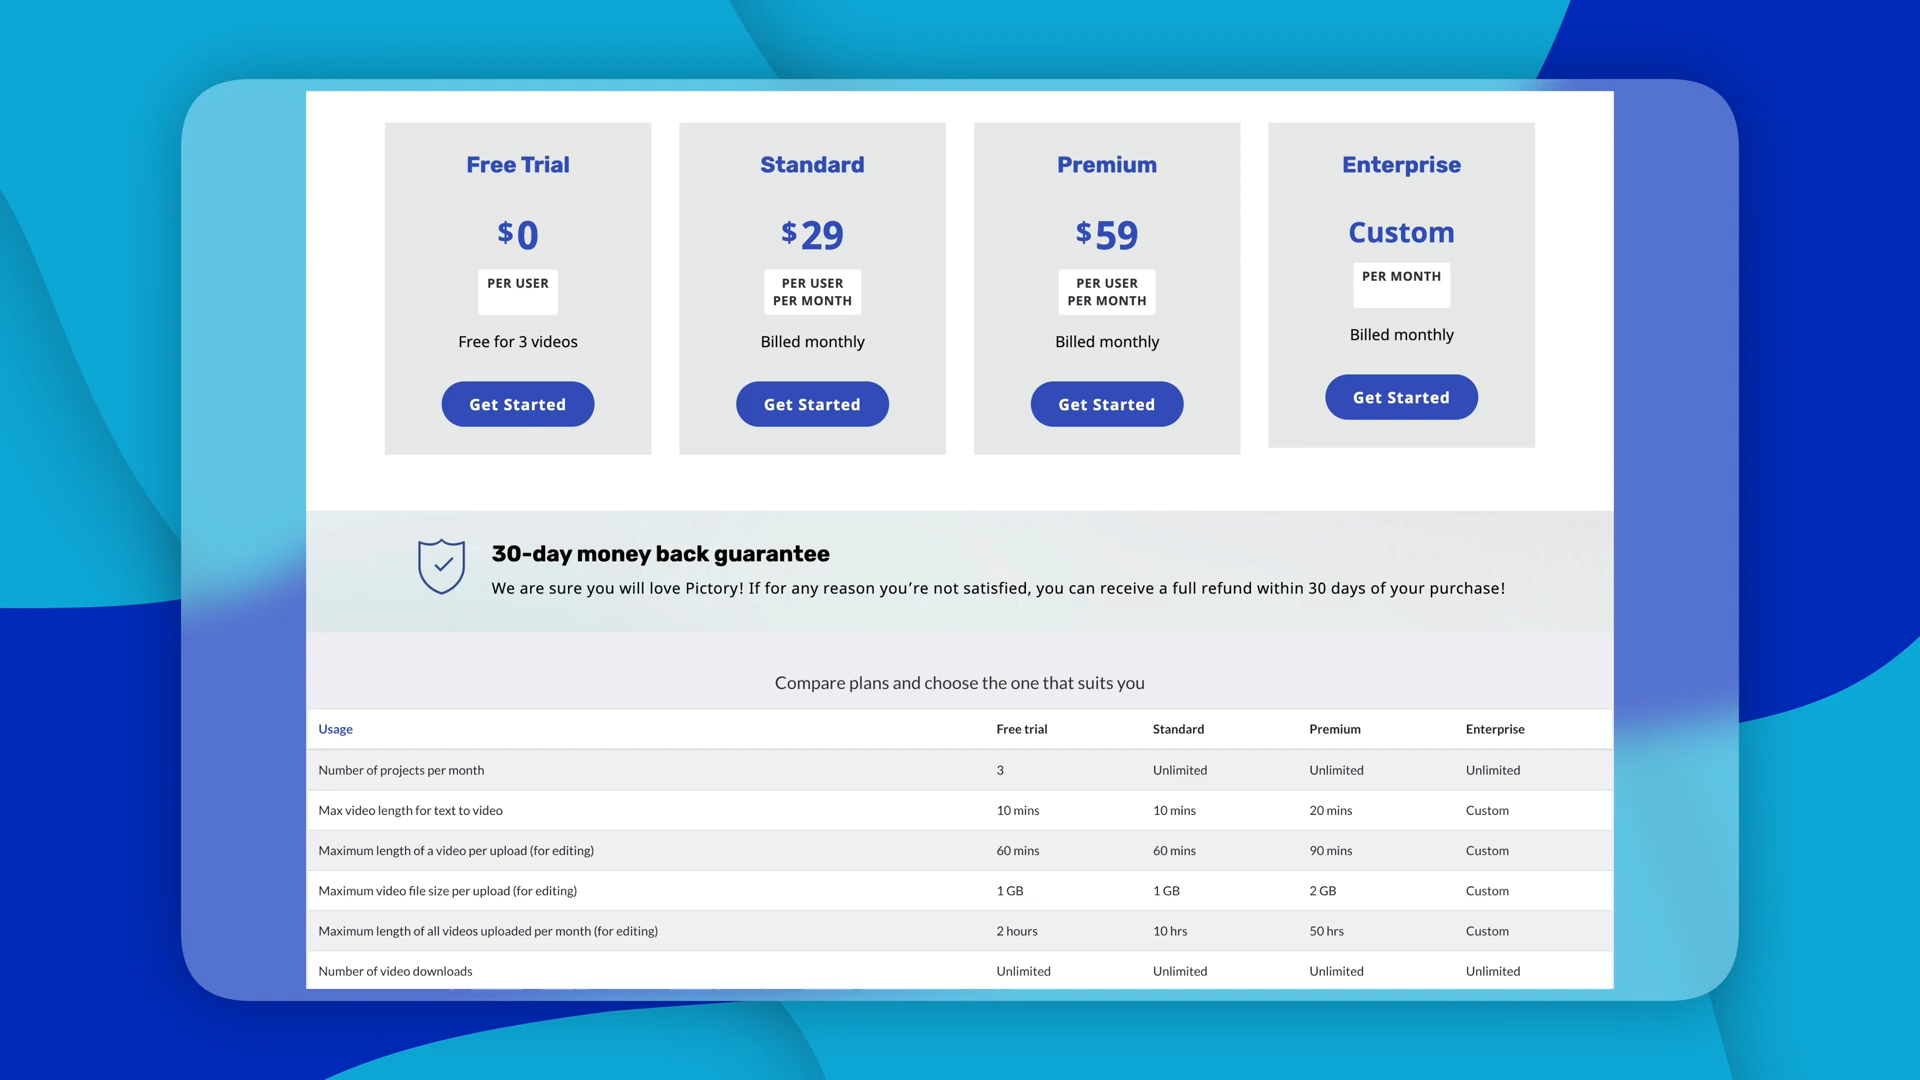 Free Trial
$0
PER USER
Free for 3 videos
Get Started
Standard
$29
PER USER
PER MONTH
Billed monthly
Get Started
Premium
$59
PER USER
PER MONTH
Billed monthly
Get Started
Enterprise
Custom
PER MONTH
Billed monthly
Get Started
30-day money back guarantee
We are sure you will love Pictory! If for any reason you're not satisfied, you can receive a full refund within 30 days of your purchase!
Compare plans and choose the one that suits you
Usage Free trial Standard Premium Enterprise
Number of projects per month 3 Unlimited Unlimited Unlimited
Max video length for text to video 10 mins 10 mins 20 mins Custom
Maximum length of a video per upload (for editing) 60 mins 60 mins 90 mins Custom
Maximum video file size per upload (for editing) 1 GB 1 GB 2 GB Custom
Maximum length of all videos uploaded per month (for editing) 2 hours 10 hrs 50 hrs Custom
Number of video downloads Unlimited Unlimited Unlimited Unlimited